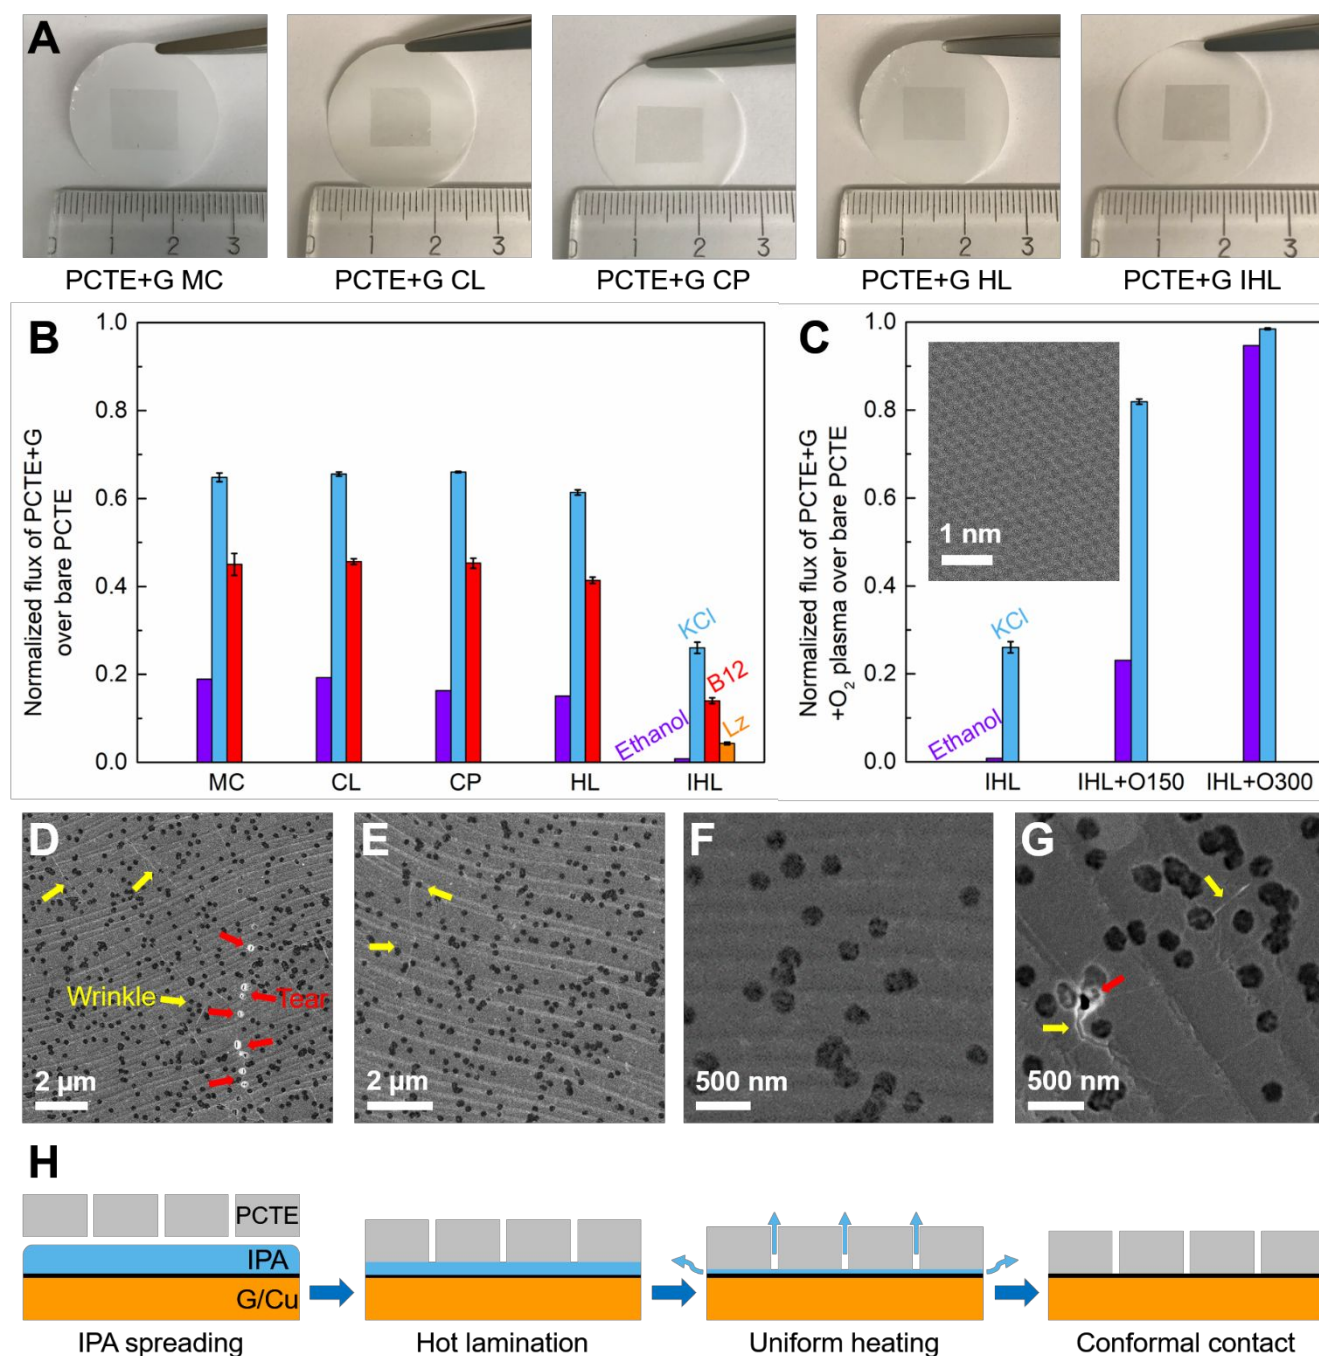 A
0 1 2 3
0 1 2 3
0 1 2 3
0 1 2 3
0 1 2 3
PCTE+G MC
PCTE+G CL
PCTE+G CP
PCTE+G HL
PCTE+G IHL
B
Normalized flux of PCTE+G
over bare PCTE
1.0
0.8
0.6
0.4
0.2
0.0
Ethanol
KCl
B12
Lz
MC CL CP HL IHL
C
Normalized flux of PCTE+G
+O₂ plasma over bare PCTE
1.0
0.8
0.6
0.4
0.2
0.0
1 nm
Ethanol
KCl
IHL IHL+O150 IHL+O300
D
Wrinkle
Tear
2 µm
E
2 µm
F
500 nm
G
500 nm
H
PCTE
IPA
G/Cu
IPA spreading
Hot lamination
Uniform heating
Conformal contact